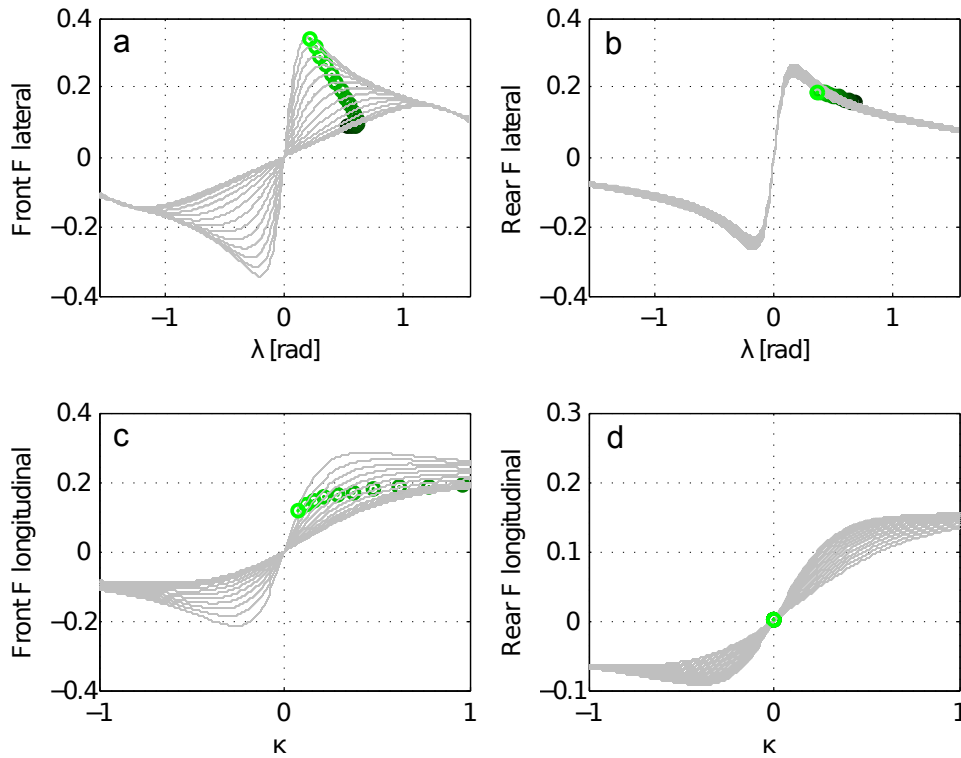 a
Front F lateral
0.4
0.2
0
−0.2
−0.4
−1 0 1
λ [rad]
b
Rear F lateral
0.4
0.2
0
−0.2
−0.4
−1 0 1
λ [rad]
c
Front F longitudinal
0.4
0.2
0
−0.2
−0.4
−1 0 1
κ
d
Rear F longitudinal
0.3
0.2
0.1
0
−0.1
−1 0 1
κ